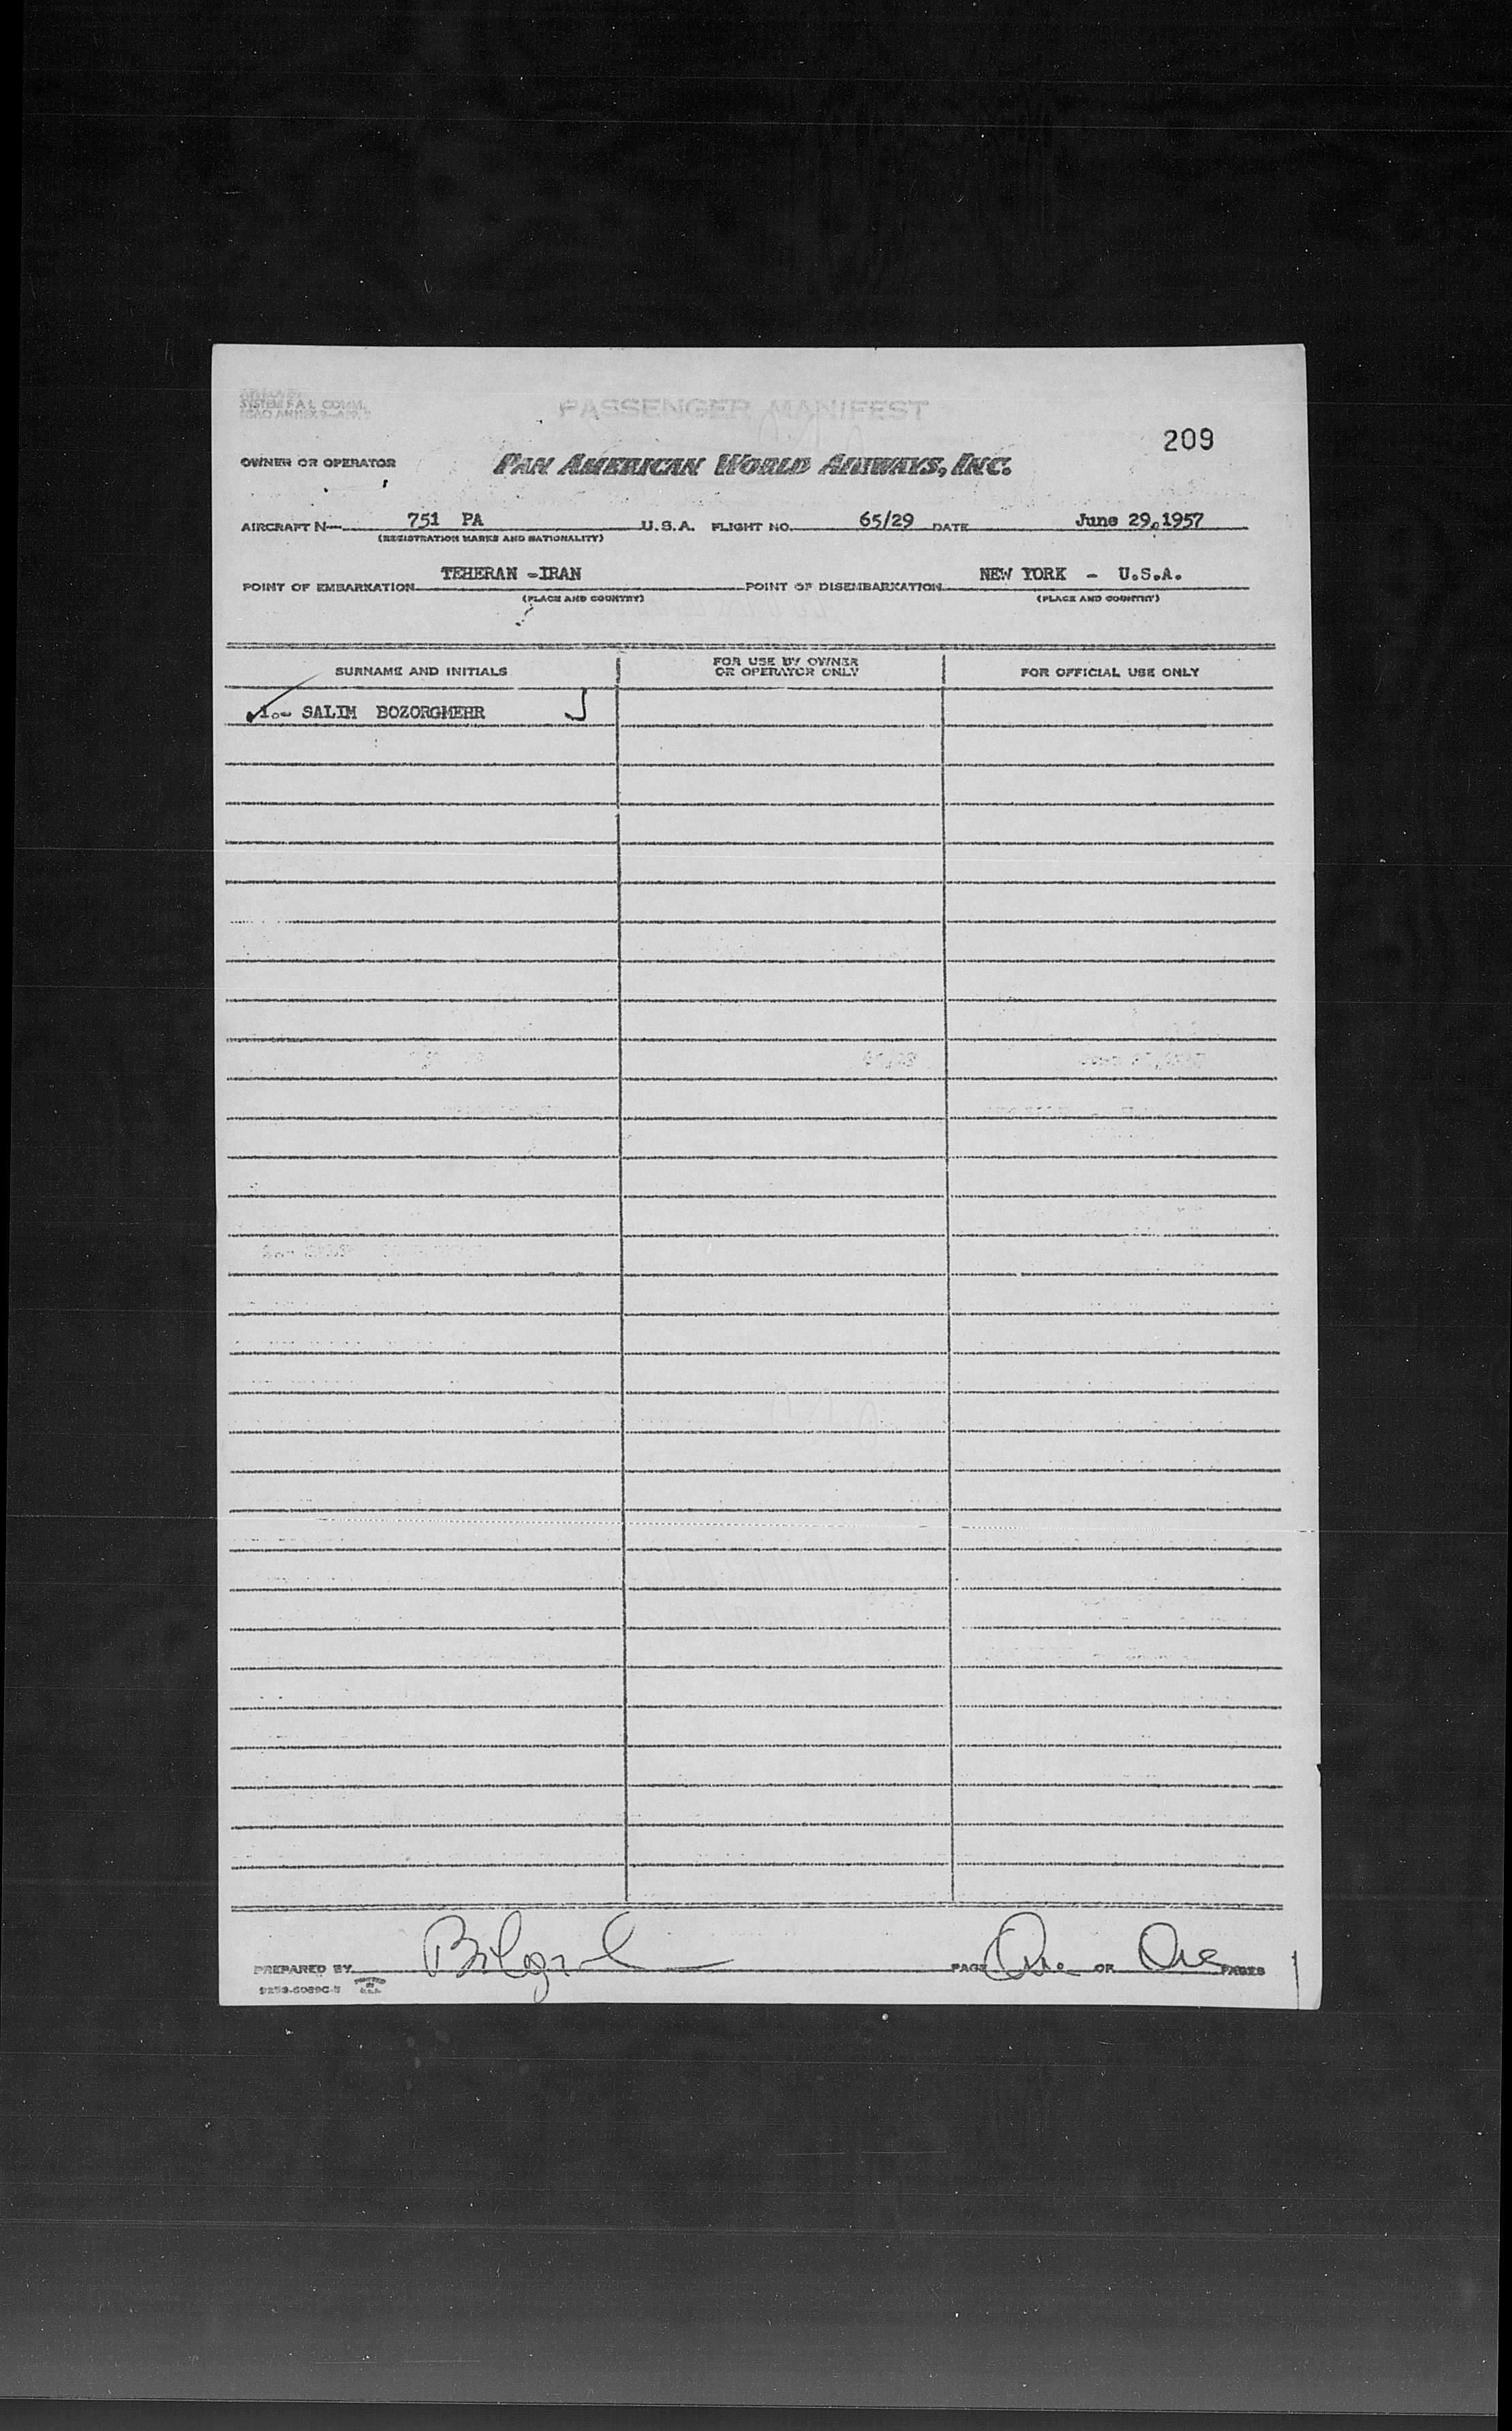 SYSTEM F.A.L. COMM.
PASSENGER MANIFEST
209
OWNER OR OPERATOR PAN AMERICAN WORLD AIRWAYS, INC.
AIRCRAFT N— 751 PA U.S.A. FLIGHT NO. 65/29 DATE June 29,1957
(REGISTRATION MARKS AND NATIONALITY)
POINT OF EMBARKATION TEHERAN -IRAN POINT OF DISEMBARKATION NEW YORK - U.S.A.
(PLACE AND COUNTRY) (PLACE AND COUNTRY)
SURNAME AND INITIALS FOR USE BY OWNER OR OPERATOR ONLY FOR OFFICIAL USE ONLY
1.- SALIM BOZORGMEHR
PREPARED BY PAGE One OF One PAGES